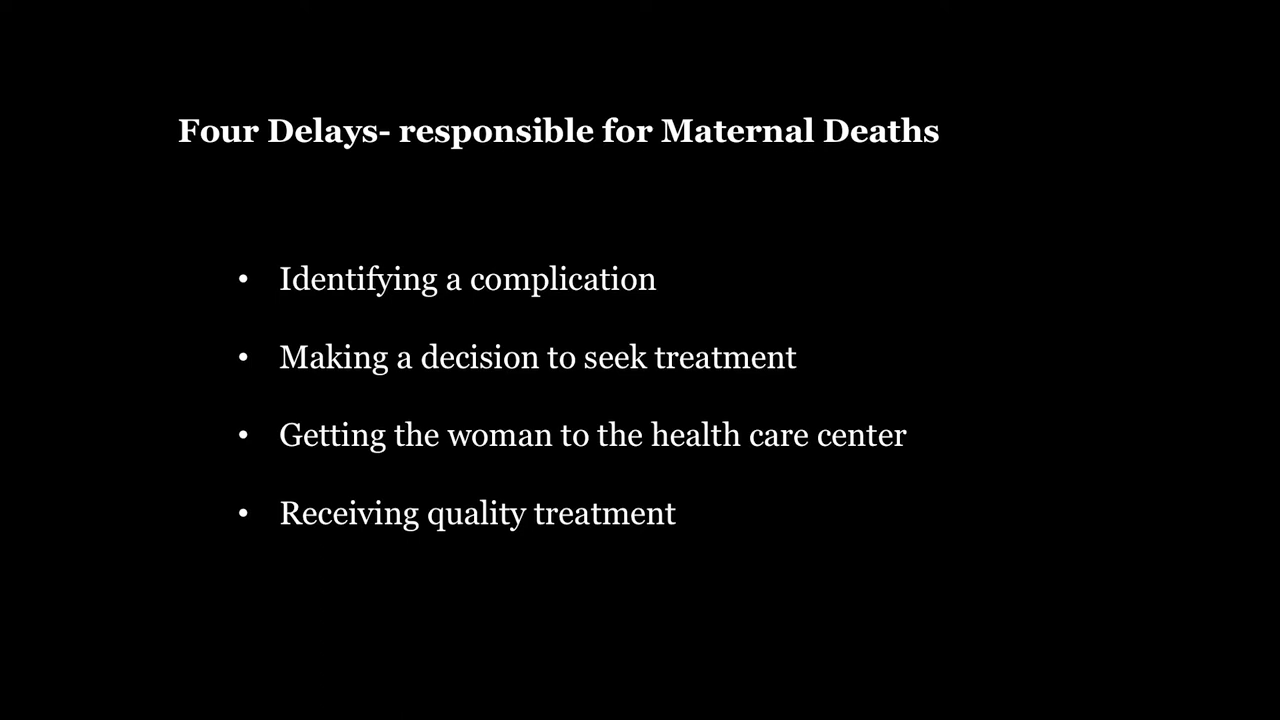 Four Delays- responsible for Maternal Deaths
• Identifying a complication
• Making a decision to seek treatment
• Getting the woman to the health care center
• Receiving quality treatment